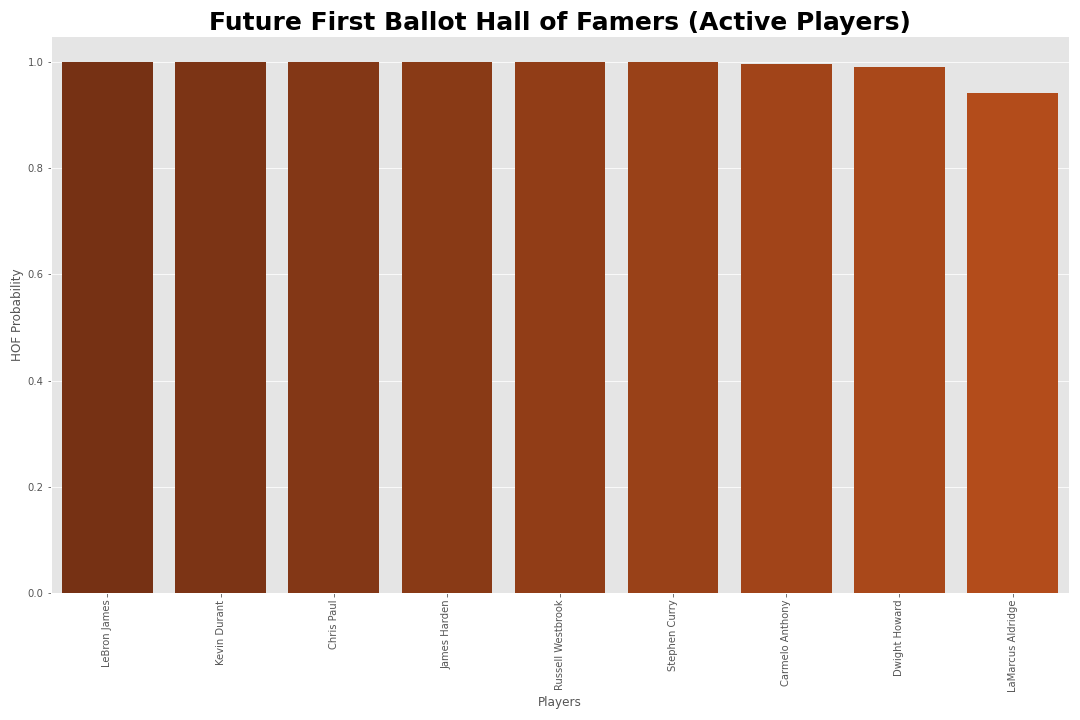 Future First Ballot Hall of Famers (Active Players)
HOF Probability
1.0
0.8
0.6
0.4
0.2
0.0
LeBron James
Kevin Durant
Chris Paul
James Harden
Russell Westbrook
Stephen Curry
Carmelo Anthony
Dwight Howard
LaMarcus Aldridge
Players